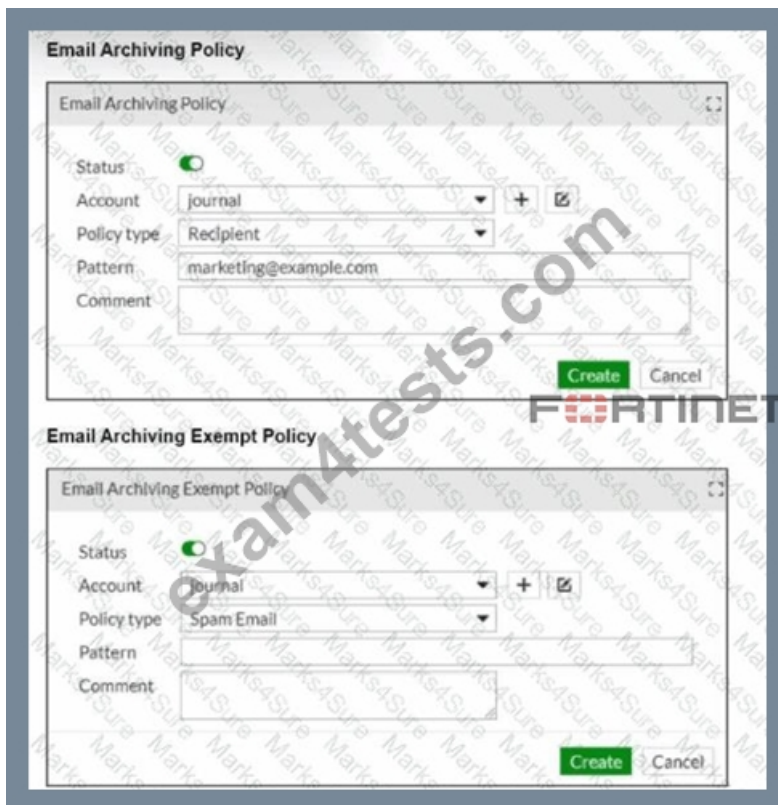 Email Archiving Policy
Email Archiving Policy
Status
Account journal
Policy type Recipient
Pattern marketing@example.com
Comment
Create Cancel
FORTINET
Email Archiving Exempt Policy
Email Archiving Exempt Policy
Status
Account journal
Policy type Spam Email
Pattern
Comment
Create Cancel
exam4tests.com
Marks4Sure